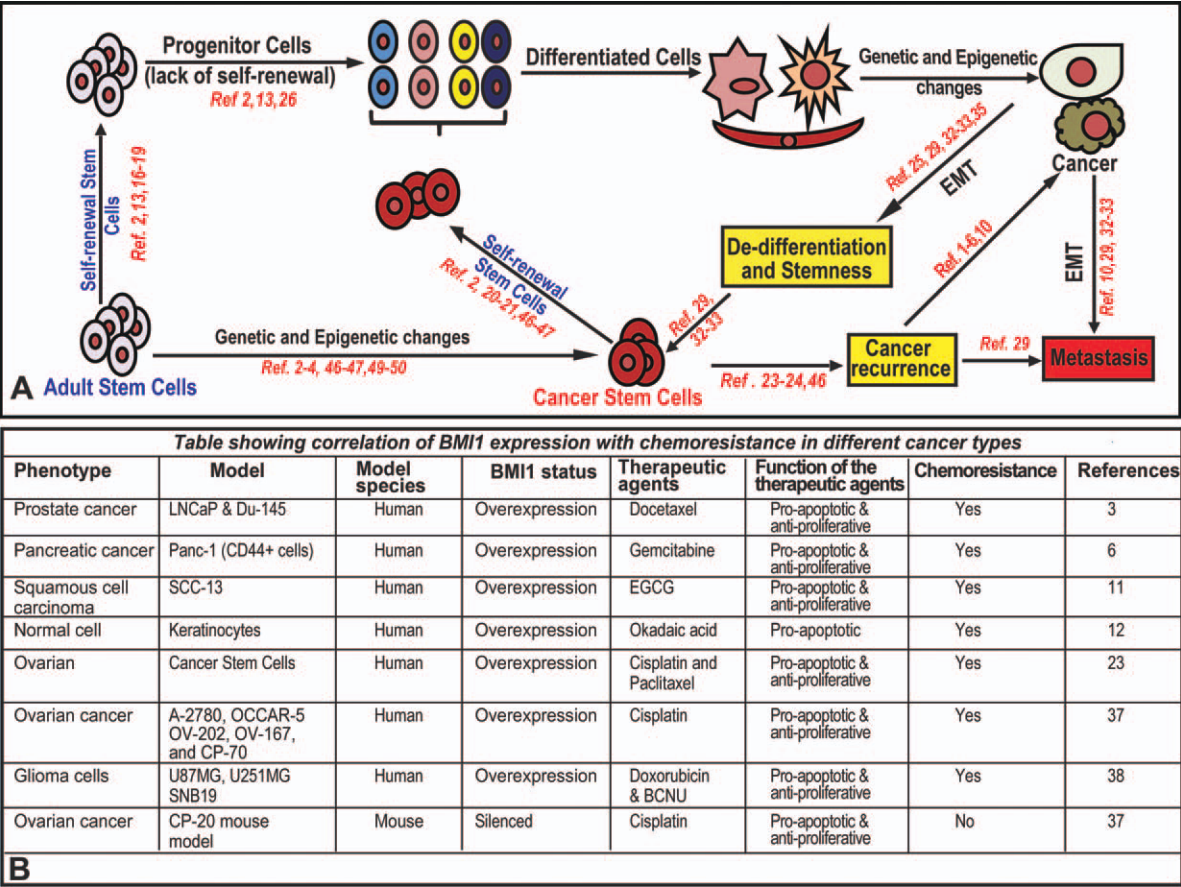 Progenitor Cells
(lack of self-renewal)
Ref 2,13,26
Differentiated Cells
Genetic and Epigenetic
changes
Cancer
Self-renewal Stem
Cells
Ref. 2,13,16-19
Ref. 25, 29, 32-33,35
EMT
De-differentiation
and Stemness
Self-renewal
Stem Cells
Ref. 2, 20-21,46-47
Ref. 29,
32-33
Ref. 1-6,10
EMT
Ref. 10,29, 32-33
Genetic and Epigenetic changes
Ref. 2-4, 46-47,49-50
Ref . 23-24,46
Cancer
recurrence
Ref. 29
Metastasis
A
Adult Stem Cells
Cancer Stem Cells
Table showing correlation of BMI1 expression with chemoresistance in different cancer types
Phenotype Model Model species BMI1 status Therapeutic agents Function of the therapeutic agents Chemoresistance References
Prostate cancer LNCaP & Du-145 Human Overexpression Docetaxel Pro-apoptotic & Yes 3
anti-proliferative
Pancreatic cancer Panc-1 (CD44+ cells) Human Overexpression Gemcitabine Pro-apoptotic & Yes 6
anti-proliferative
Squamous cell SCC-13 Human Overexpression EGCG Pro-apoptotic & Yes 11
carcinoma anti-proliferative
Normal cell Keratinocytes Human Overexpression Okadaic acid Pro-apoptotic Yes 12
Ovarian Cancer Stem Cells Human Overexpression Cisplatin and Pro-apoptotic & Yes 23
Paclitaxel anti-proliferative
Ovarian cancer A-2780, OCCAR-5 Human Overexpression Cisplatin Pro-apoptotic & Yes 37
OV-202, OV-167, anti-proliferative
and CP-70
Glioma cells U87MG, U251MG Human Overexpression Doxorubicin Pro-apoptotic & Yes 38
SNB19 & BCNU anti-proliferative
Ovarian cancer CP-20 mouse Mouse Silenced Cisplatin Pro-apoptotic & No 37
model anti-proliferative
B